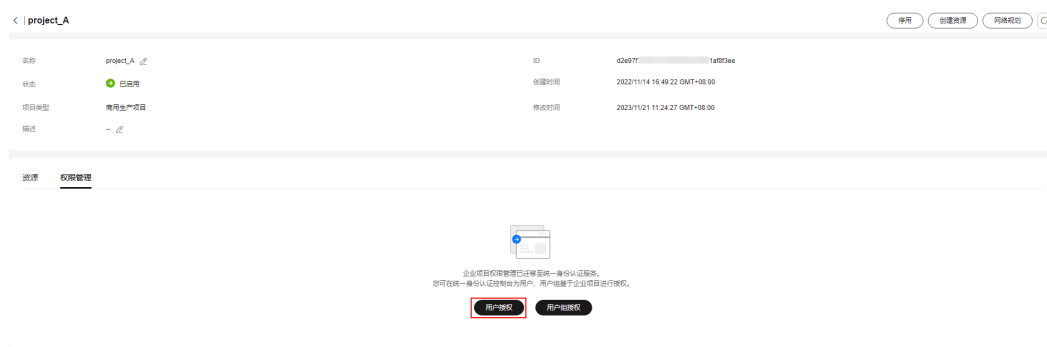 project_A
停用 创建资源 网络规划
名称 project_A ID d2e97f 1af8f3ee
状态 已启用 创建时间 2022/11/14 16:49:22 GMT+08:00
项目类型 商用生产项目 修改时间 2023/11/21 11:24:27 GMT+08:00
描述 --
资源 权限管理
企业项目权限管理已迁移至统一身份认证服务。
您可在统一身份认证控制台为用户、用户组基于企业项目进行授权。
用户授权 用户组授权